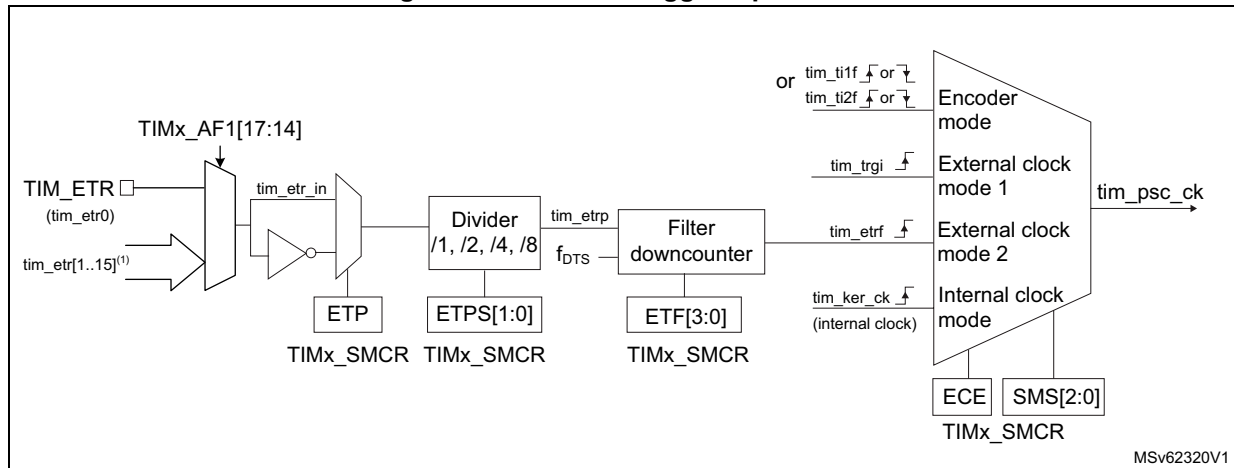 or tim_ti1f or
tim_ti2f or
Encoder
mode
TIMx_AF1[17:14]
TIM_ETR
(tim_etr0)
tim_etr[1..15](1)
tim_etr_in
Divider
/1, /2, /4, /8
tim_etrp
fDTS
Filter
downcounter
tim_trgi
External clock
mode 1
tim_etrf
External clock
mode 2
tim_ker_ck
(internal clock)
Internal clock
mode
tim_psc_ck
ETP
TIMx_SMCR
ETPS[1:0]
TIMx_SMCR
ETF[3:0]
TIMx_SMCR
ECE
SMS[2:0]
TIMx_SMCR
MSv62320V1